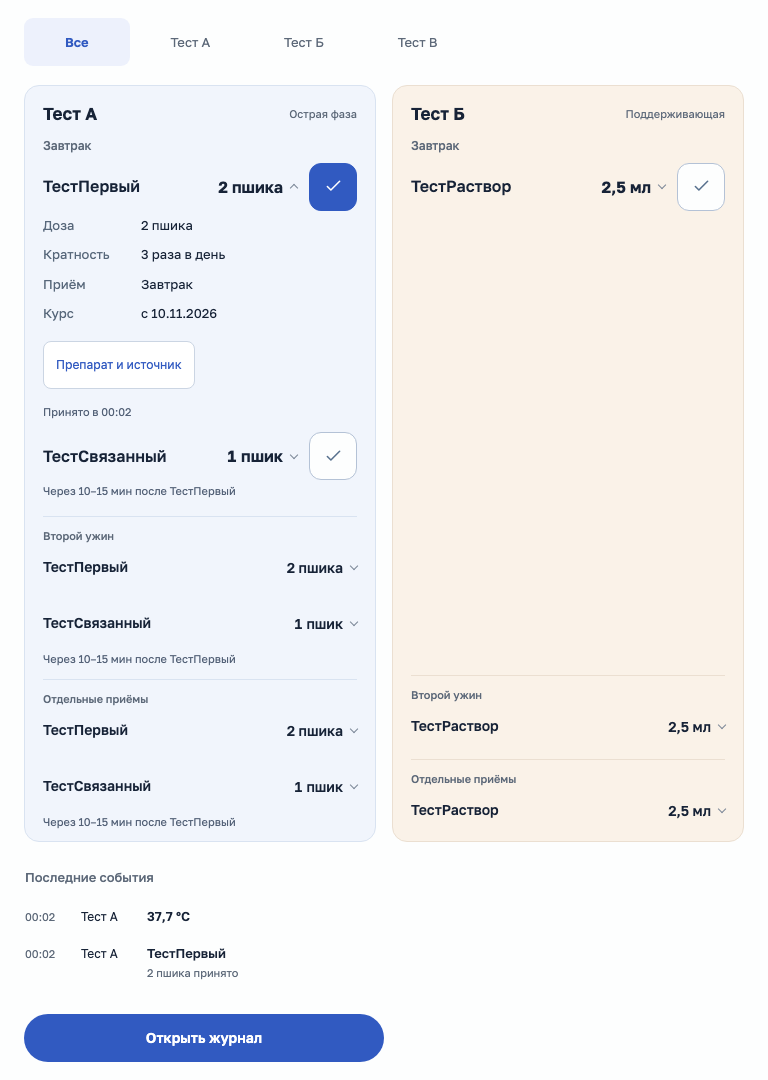 Все
Тест А
Тест Б
Тест В
Тест А
Острая фаза
Завтрак
ТестПервый
2 пшика
Доза
2 пшика
Кратность
3 раза в день
Приём
Завтрак
Курс
с 10.11.2026
Препарат и источник
Принято в 00:02
ТестСвязанный
1 пшик
Через 10–15 мин после ТестПервый
Второй ужин
ТестПервый
2 пшика
ТестСвязанный
1 пшик
Через 10–15 мин после ТестПервый
Отдельные приёмы
ТестПервый
2 пшика
ТестСвязанный
1 пшик
Через 10–15 мин после ТестПервый
Тест Б
Поддерживающая
Завтрак
ТестРаствор
2,5 мл
Второй ужин
ТестРаствор
2,5 мл
Отдельные приёмы
ТестРаствор
2,5 мл
Последние события
00:02
Тест А
37,7 °C
00:02
Тест А
ТестПервый
2 пшика принято
Открыть журнал